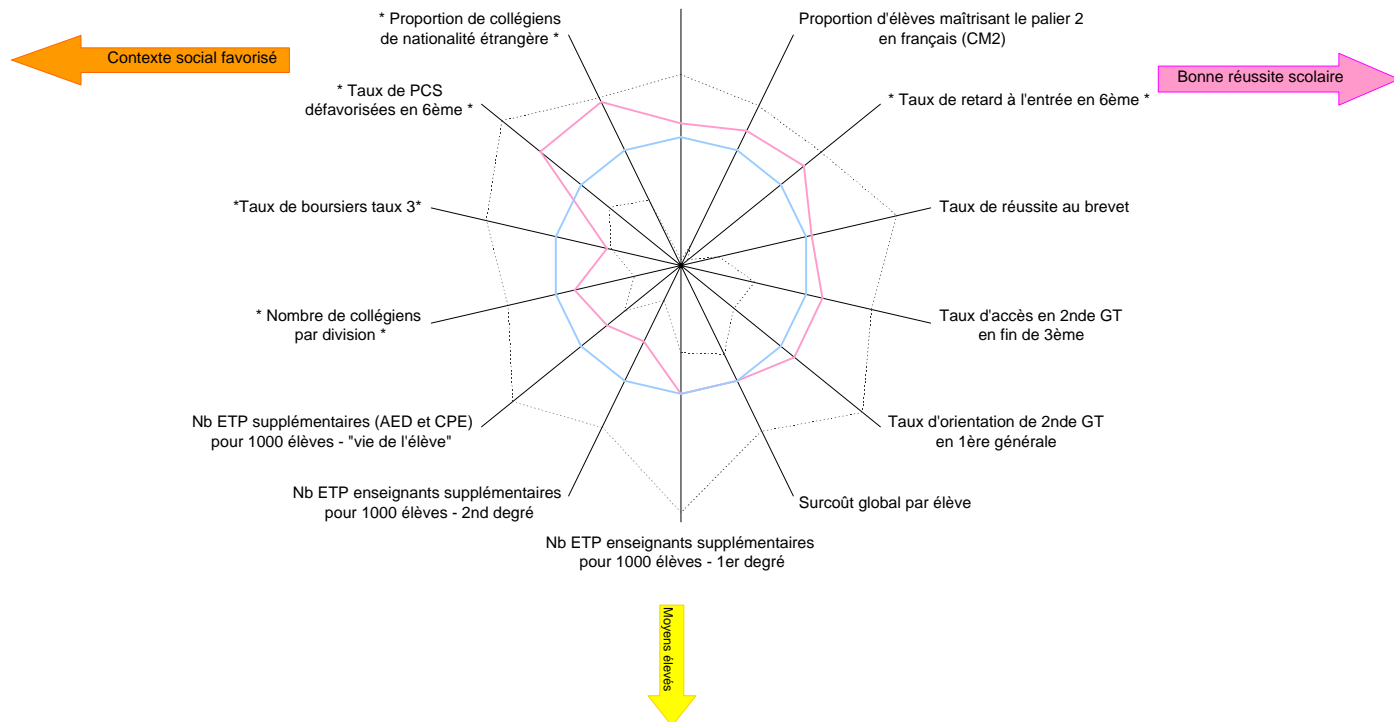 * Proportion de collégiens
de nationalité étrangère *
Proportion d'élèves maîtrisant le palier 2
en français (CM2)
Contexte social favorisé
Bonne réussite scolaire
* Taux de PCS
défavorisées en 6ème *
* Taux de retard à l'entrée en 6ème *
*Taux de boursiers taux 3*
Taux de réussite au brevet
* Nombre de collégiens
par division *
Taux d'accès en 2nde GT
en fin de 3ème
Nb ETP supplémentaires (AED et CPE)
pour 1000 élèves - "vie de l'élève"
Taux d'orientation de 2nde GT
en 1ère générale
Nb ETP enseignants supplémentaires
pour 1000 élèves - 2nd degré
Surcoût global par élève
Nb ETP enseignants supplémentaires
pour 1000 élèves - 1er degré
Moyens élevés